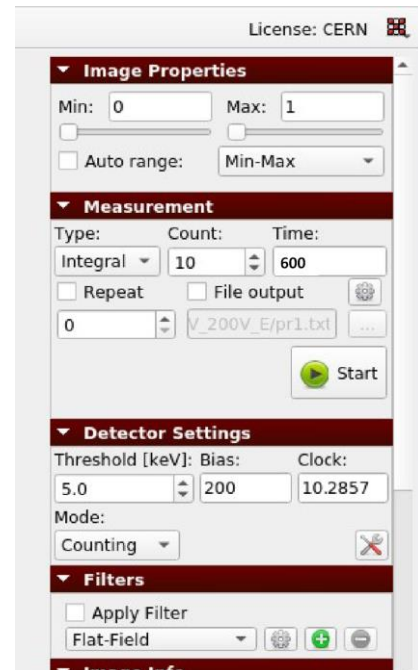 License: CERN
Image Properties
Min: 0 Max: 1
Auto range: Min-Max
Measurement
Type: Count: Time:
Integral 10 600
Repeat File output
0 V_200V_E/pr1.txt ...
Start
Detector Settings
Threshold [keV]: Bias: Clock:
5.0 200 10.2857
Mode:
Counting
Filters
Apply Filter
Flat-Field
Image Info